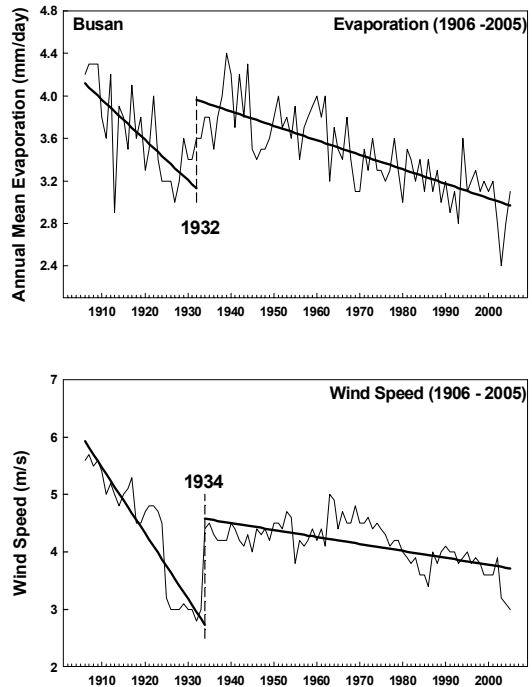 Busan Evaporation (1906 -2005)
Annual Mean Evaporation (mm/day)
4.8
4.4
4.0
3.6
3.2
2.8
2.4
1932
1910 1920 1930 1940 1950 1960 1970 1980 1990 2000
Wind Speed (1906 - 2005)
Wind Speed (m/s)
7
6
5
4
3
2
1934
1910 1920 1930 1940 1950 1960 1970 1980 1990 2000